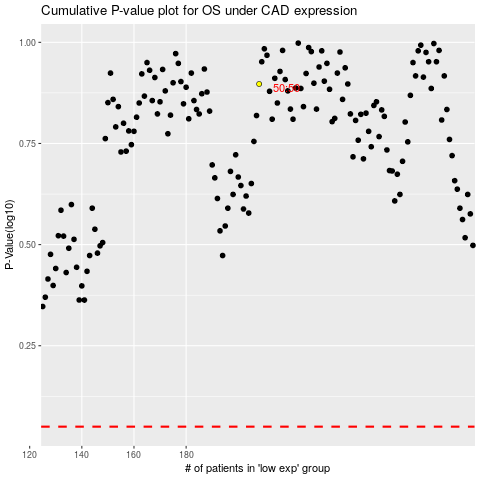 Cumulative P-value plot for OS under CAD expression
1.00
50:50
0.75
0.50
0.25
P-Value(log10)
120 140 160 180
# of patients in 'low exp' group